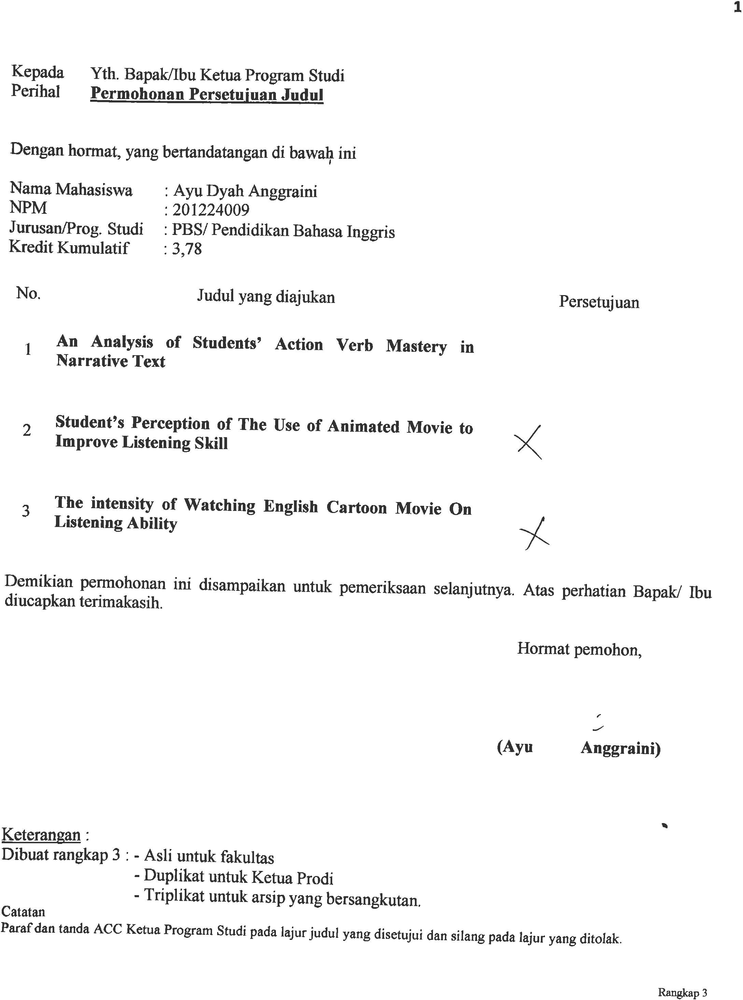 1
Kepada Yth. Bapak/Ibu Ketua Program Studi
Perihal Permohonan Persetujuan Judul
Dengan hormat, yang bertandatangan di bawah ini
Nama Mahasiswa : Ayu Dyah Anggraini
NPM : 201224009
Jurusan/Prog. Studi : PBS/ Pendidikan Bahasa Inggris
Kredit Kumulatif : 3,78
No. Judul yang diajukan Persetujuan
1 An Analysis of Students' Action Verb Mastery in
Narrative Text
2 Student's Perception of The Use of Animated Movie to
Improve Listening Skill
3 The intensity of Watching English Cartoon Movie On
Listening Ability
Demikian permohonan ini disampaikan untuk pemeriksaan selanjutnya. Atas perhatian Bapak/ Ibu
diucapkan terimakasih.
Hormat pemohon,
(Ayu Anggraini)
Keterangan :
Dibuat rangkap 3 : - Asli untuk fakultas
- Duplikat untuk Ketua Prodi
- Triplikat untuk arsip yang bersangkutan.
Catatan
Paraf dan tanda ACC Ketua Program Studi pada lajur judul yang disetujui dan silang pada lajur yang ditolak.
Rangkap 3